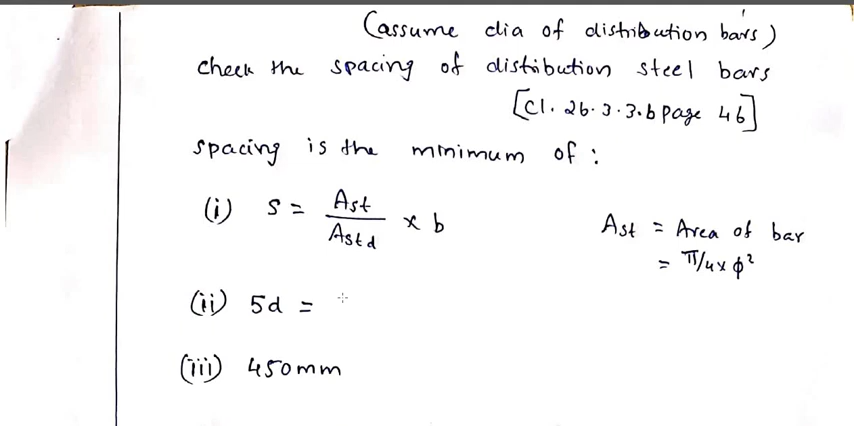 (assume dia of distribution bars)
check the spacing of distribution steel bars
[cl. 26.3.3.b page 46]
spacing is the minimum of :
(i) S = Ast / Astd × b
Ast = Area of bar
= π/4 × φ²
(ii) 5d =
(iii) 450mm